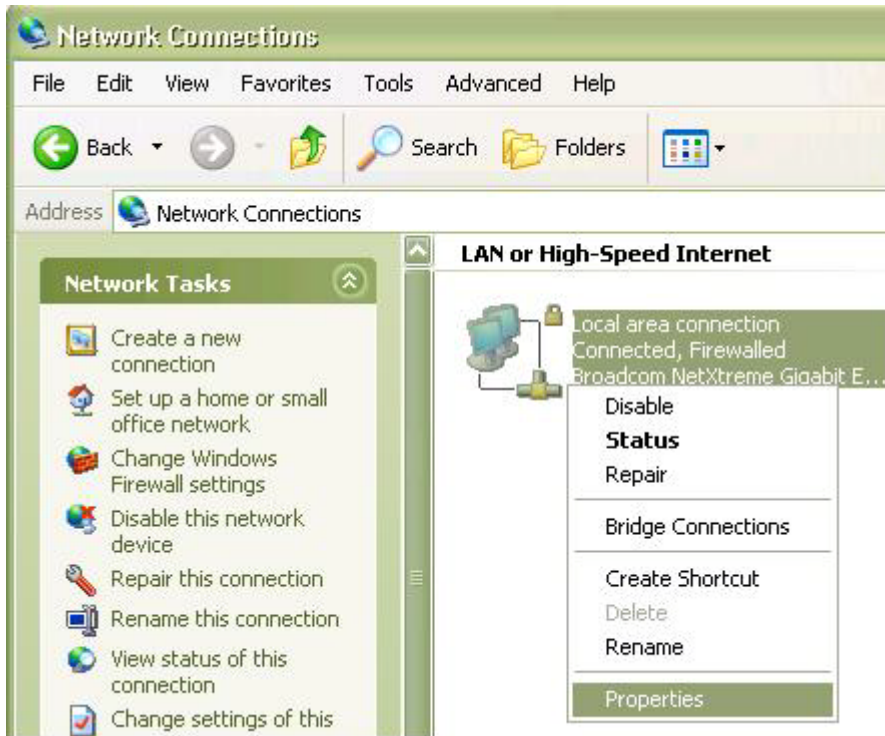 Network Connections
File Edit View Favorites Tools Advanced Help
Back Search Folders
Address Network Connections
Network Tasks
Create a new
connection
Set up a home or small
office network
Change Windows
Firewall settings
Disable this network
device
Repair this connection
Rename this connection
View status of this
connection
Change settings of this
LAN or High-Speed Internet
Local area connection
Connected, Firewalled
Broadcom NetXtreme Gigabit E...
Disable
Status
Repair
Bridge Connections
Create Shortcut
Delete
Rename
Properties